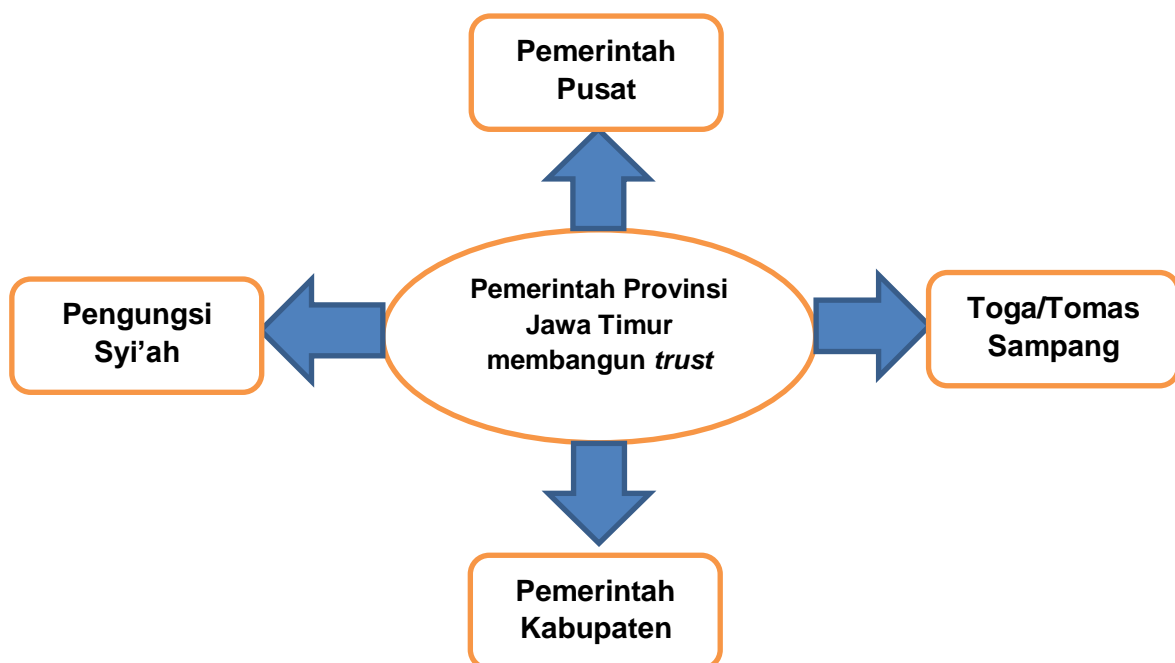 Pemerintah
Pusat
Pengungsi
Syi’ah
Pemerintah Provinsi
Jawa Timur
membangun trust
Toga/Tomas
Sampang
Pemerintah
Kabupaten